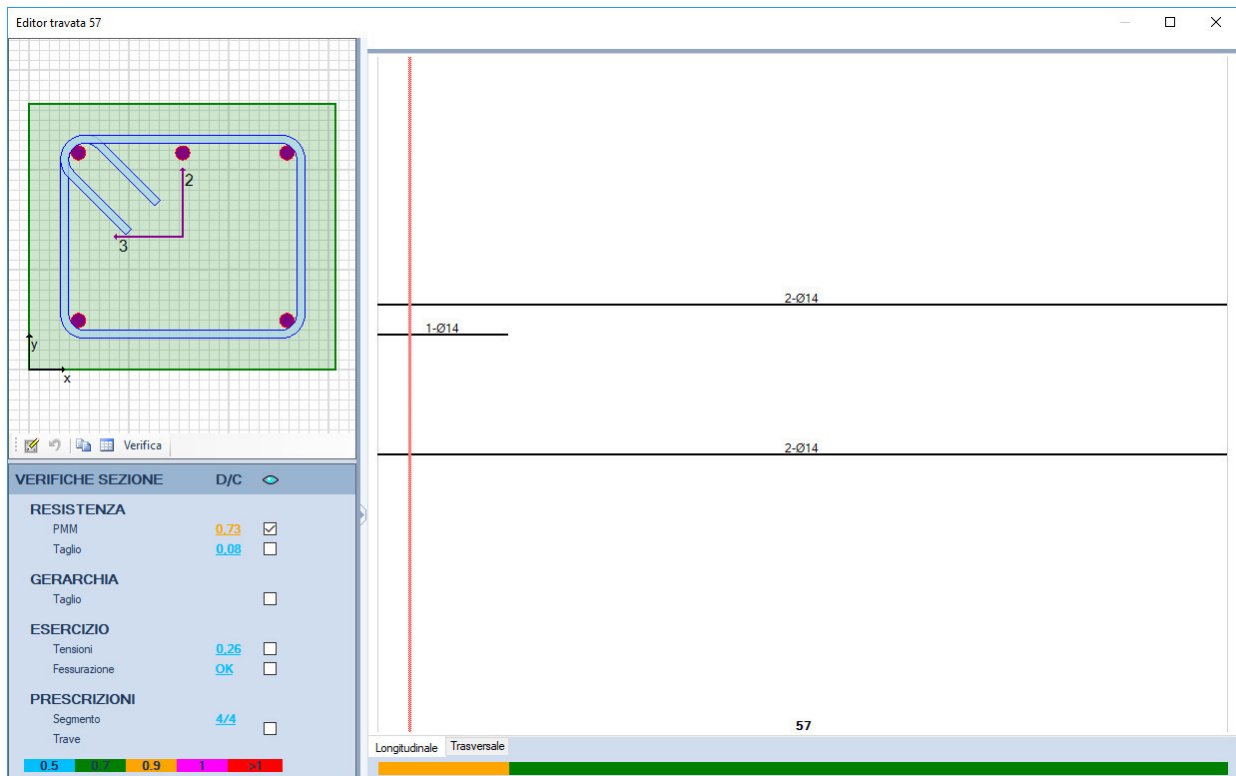 Editor travata 57
2
3
y
x
Verifica
VERIFICHE SEZIONE D/C
RESISTENZA
PMM 0,73
Taglio 0,08
GERARCHIA
Taglio
ESERCIZIO
Tensioni 0,26
Fessurazione OK
PRESCRIZIONI
Segmento 4/4
Trave
0.5 0.7 0.9 1 >1
2-Ø14
1-Ø14
2-Ø14
57
Longitudinale Trasversale